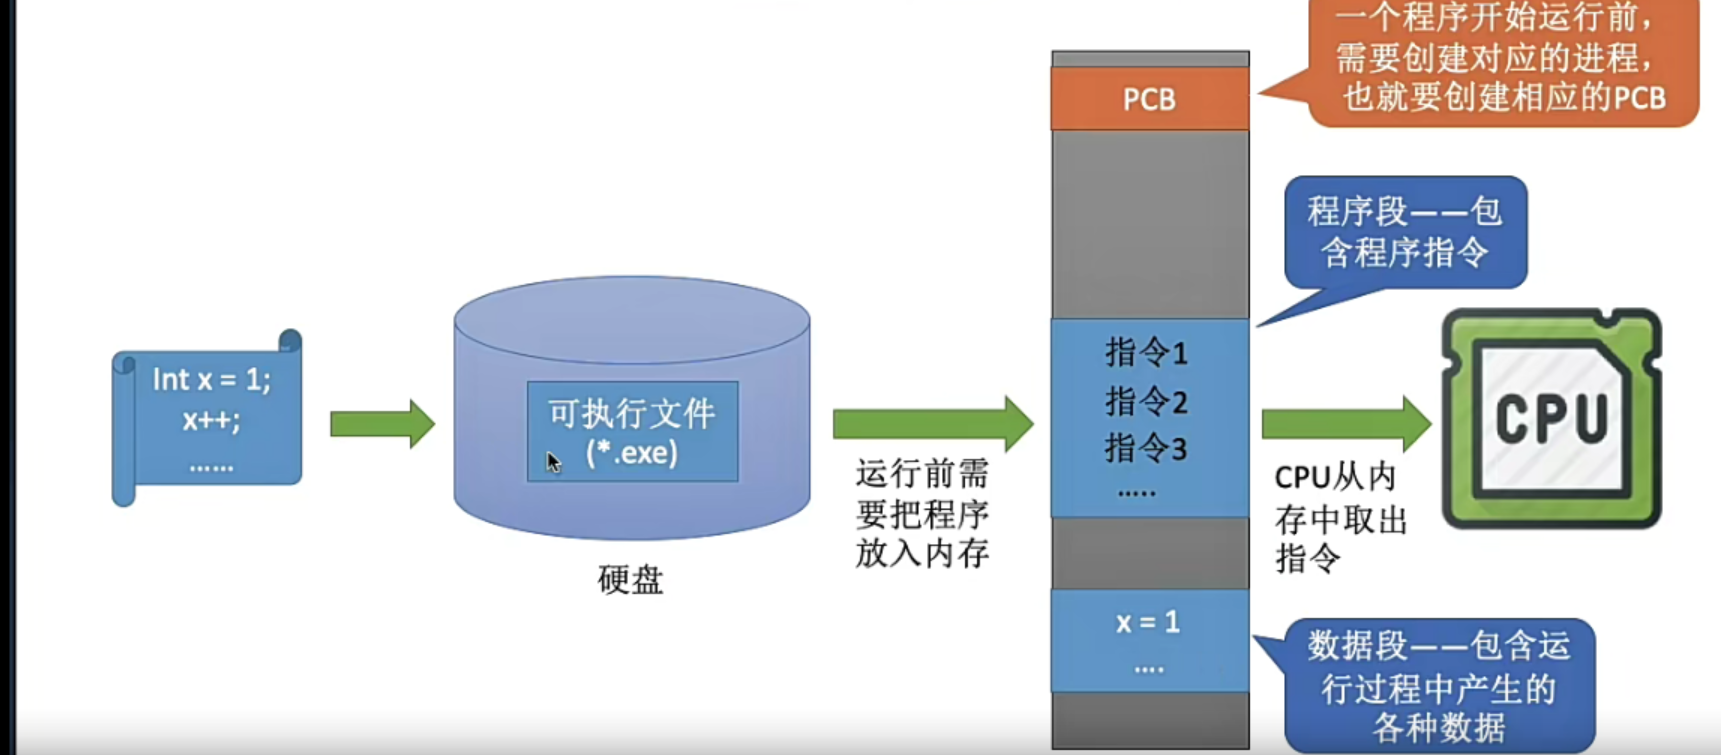 一个程序开始运行前，
需要创建对应的进程，
也就要创建相应的PCB
PCB
程序段——包
含程序指令
Int x = 1;
x++;
……
可执行文件
(*.exe)
硬盘
运行前需
要把程序
放入内存
指令1
指令2
指令3
…..
CPU从内
存中取出
指令
CPU
x = 1
….
数据段——包含运
行过程中产生的
各种数据